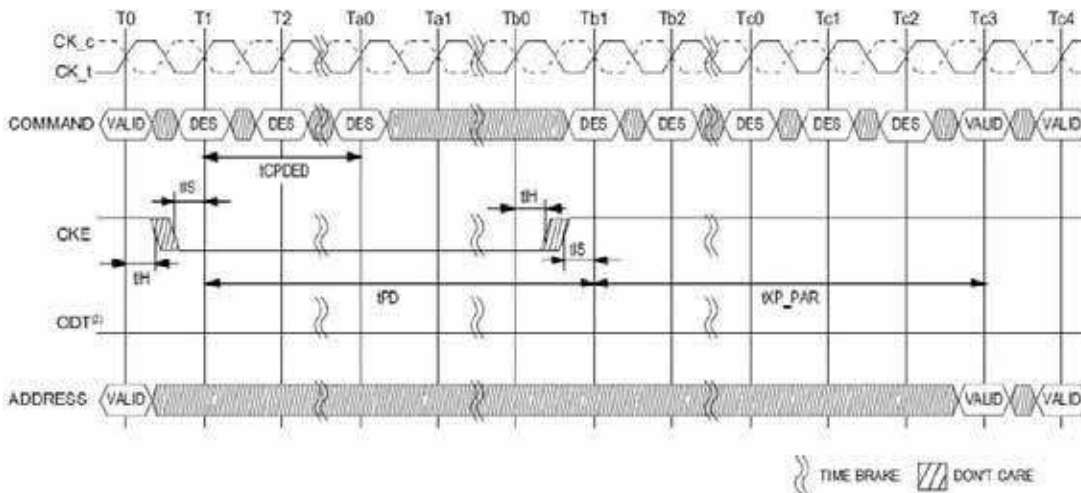 T0 T1 T2 Ta0 Ta1 Tb0 Tb1 Tb2 Tc0 Tc1 Tc2 Tc3 Tc4
CK_c
CK_t
COMMAND VALID DES DES DES DES DES DES DES DES VALID VALID
tCPDED
tIS tIH
CKE
tIS
tIH
tPD tXP_PAR
ODT(2)
ADDRESS VALID VALID VALID
TIME BRAKE DON'T CARE